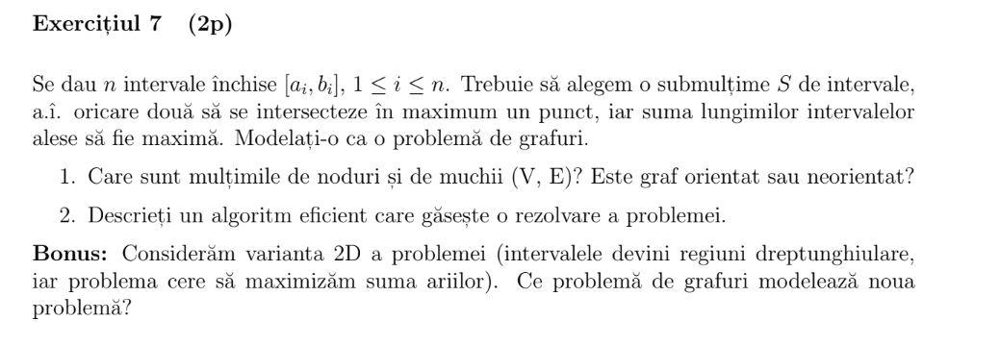 Exercițiul 7 (2p)
Se dau n intervale închise [aᵢ, bᵢ], 1 ≤ i ≤ n. Trebuie să alegem o submulțime S de intervale,
a.î. oricare două să se intersecteze în maximum un punct, iar suma lungimilor intervalelor
alese să fie maximă. Modelați-o ca o problemă de grafuri.
1. Care sunt mulțimile de noduri și de muchii (V, E)? Este graf orientat sau neorientat?
2. Descrieți un algoritm eficient care găsește o rezolvare a problemei.
Bonus: Considerăm varianta 2D a problemei (intervalele devini regiuni dreptunghiulare,
iar problema cere să maximizăm suma ariilor). Ce problemă de grafuri modelează noua
problemă?